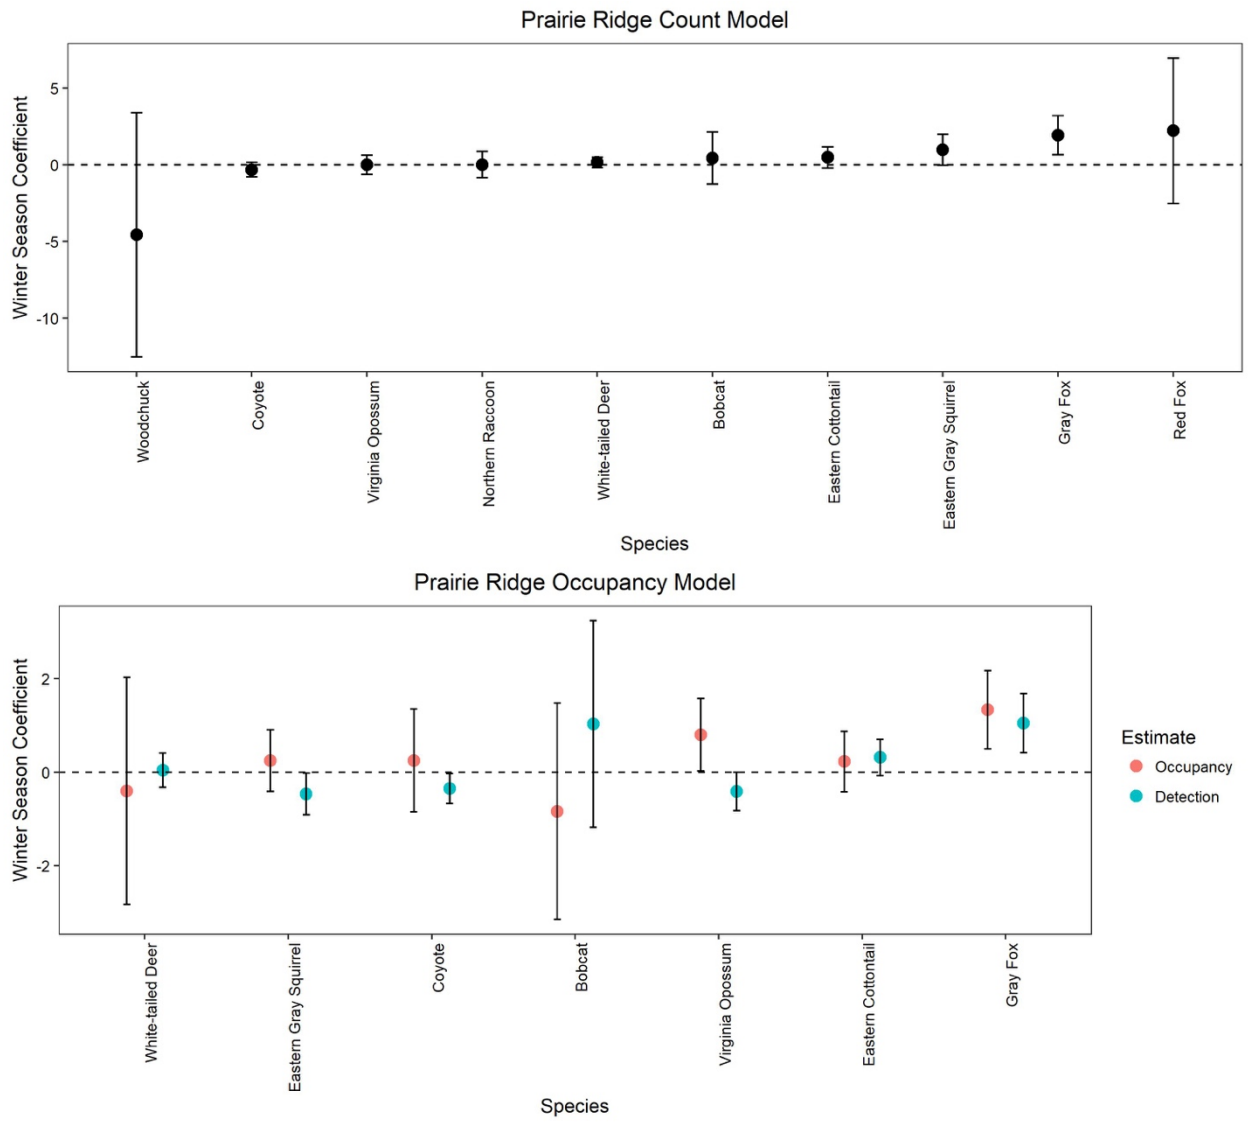 Prairie Ridge Count Model
Winter Season Coefficient
5
0
-5
-10
Woodchuck
Coyote
Virginia Opossum
Northern Raccoon
White-tailed Deer
Bobcat
Eastern Cottontail
Eastern Gray Squirrel
Gray Fox
Red Fox
Species
Prairie Ridge Occupancy Model
Winter Season Coefficient
2
0
-2
Estimate
Occupancy
Detection
White-tailed Deer
Eastern Gray Squirrel
Coyote
Bobcat
Virginia Opossum
Eastern Cottontail
Gray Fox
Species